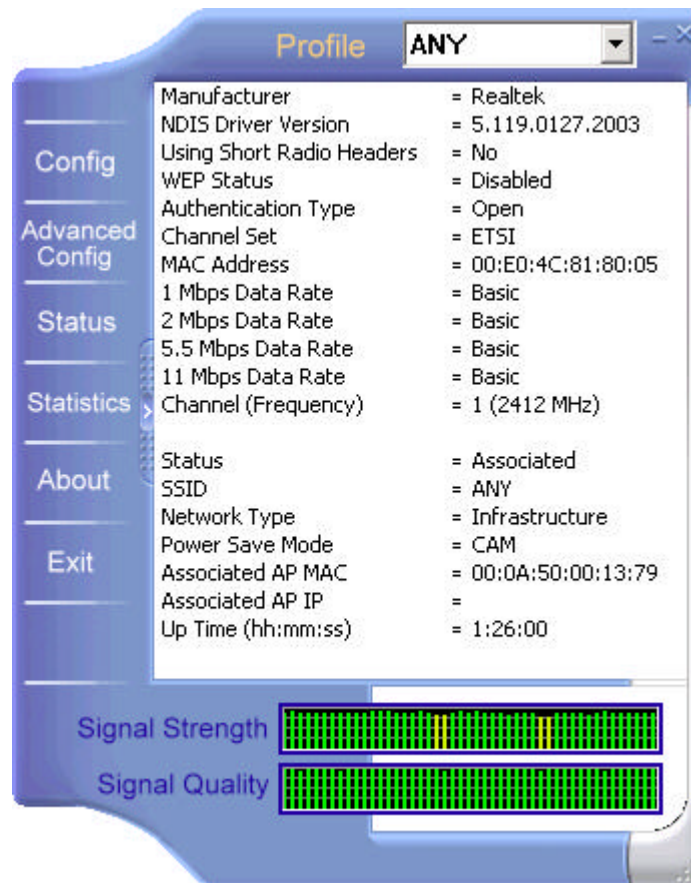 Profile ANY
Config
Advanced
Config
Status
Statistics
About
Exit
Manufacturer = Realtek
NDIS Driver Version = 5.119.0127.2003
Using Short Radio Headers = No
WEP Status = Disabled
Authentication Type = Open
Channel Set = ETSI
MAC Address = 00:E0:4C:81:80:05
1 Mbps Data Rate = Basic
2 Mbps Data Rate = Basic
5.5 Mbps Data Rate = Basic
11 Mbps Data Rate = Basic
Channel (Frequency) = 1 (2412 MHz)
Status = Associated
SSID = ANY
Network Type = Infrastructure
Power Save Mode = CAM
Associated AP MAC = 00:0A:50:00:13:79
Associated AP IP =
Up Time (hh:mm:ss) = 1:26:00
Signal Strength
Signal Quality